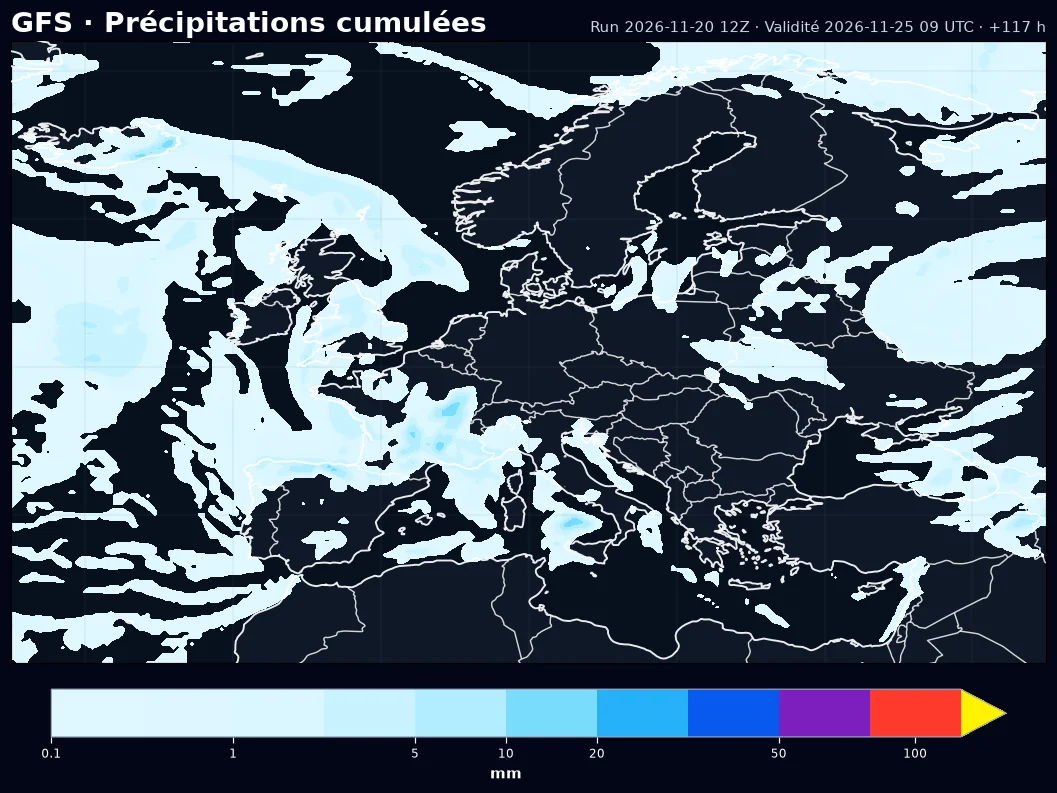 GFS · Précipitations cumulées
Run 2026-11-20 12Z · Validité 2026-11-25 09 UTC · +117 h
0.1 1 5 10 20 50 100
mm